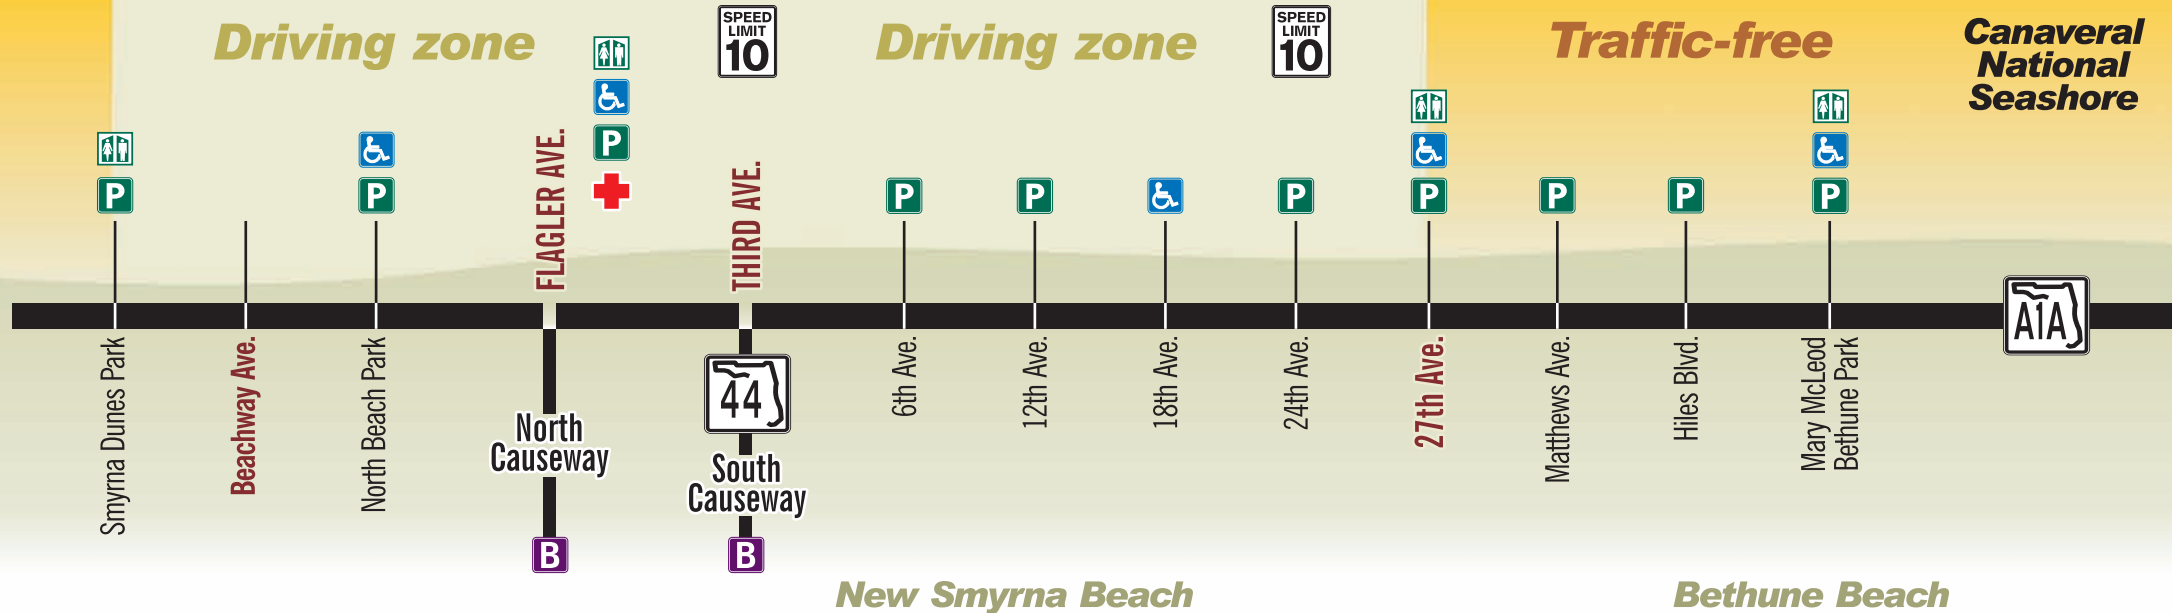 Driving zone
SPEED
LIMIT
10
Driving zone
SPEED
LIMIT
10
Traffic-free
Canaveral
National
Seashore
P
P
FLAGLER AVE.
P
THIRD AVE.
P
P
P
P
P
P
P
Smyrna Dunes Park
Beachway Ave.
North Beach Park
North
Causeway
B
44
South
Causeway
B
6th Ave.
12th Ave.
18th Ave.
24th Ave.
27th Ave.
Matthews Ave.
Hiles Blvd.
Mary McLeod
Bethune Park
A1A
New Smyrna Beach
Bethune Beach